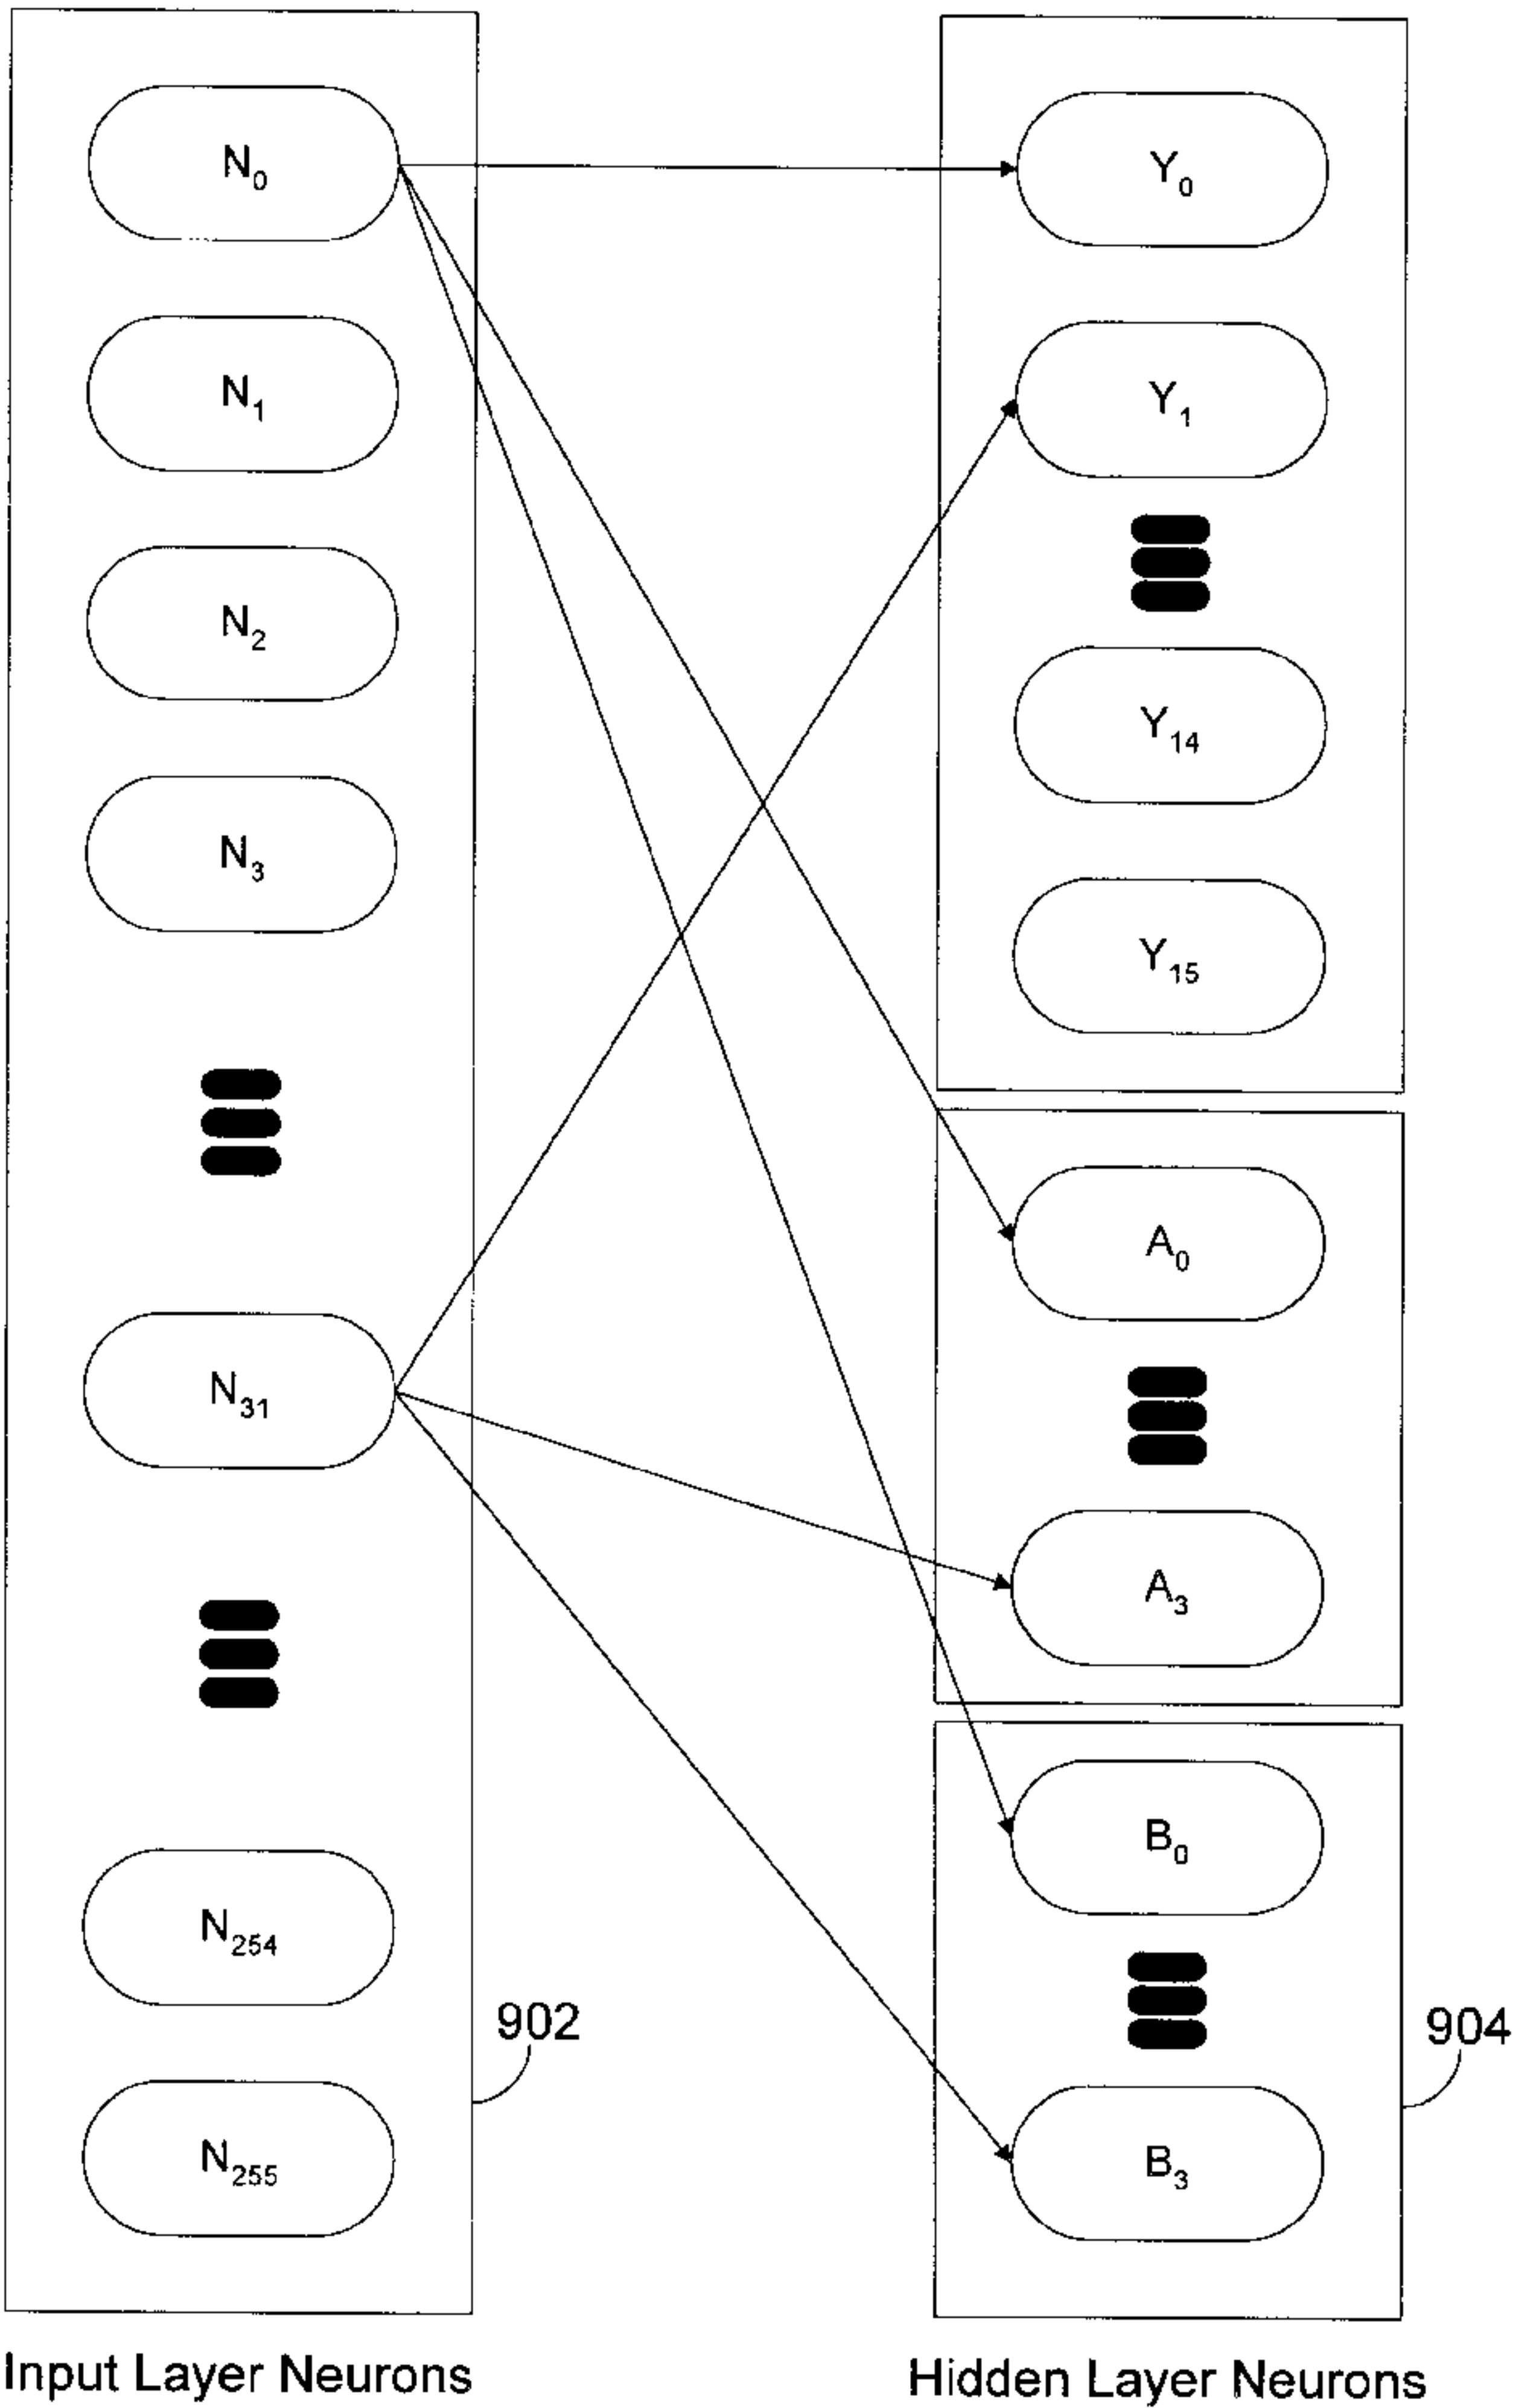 N0
N1
N2
N3
N31
N254
N255
902
Input Layer Neurons
Y0
Y1
Y14
Y15
A0
A3
B0
B3
904
Hidden Layer Neurons